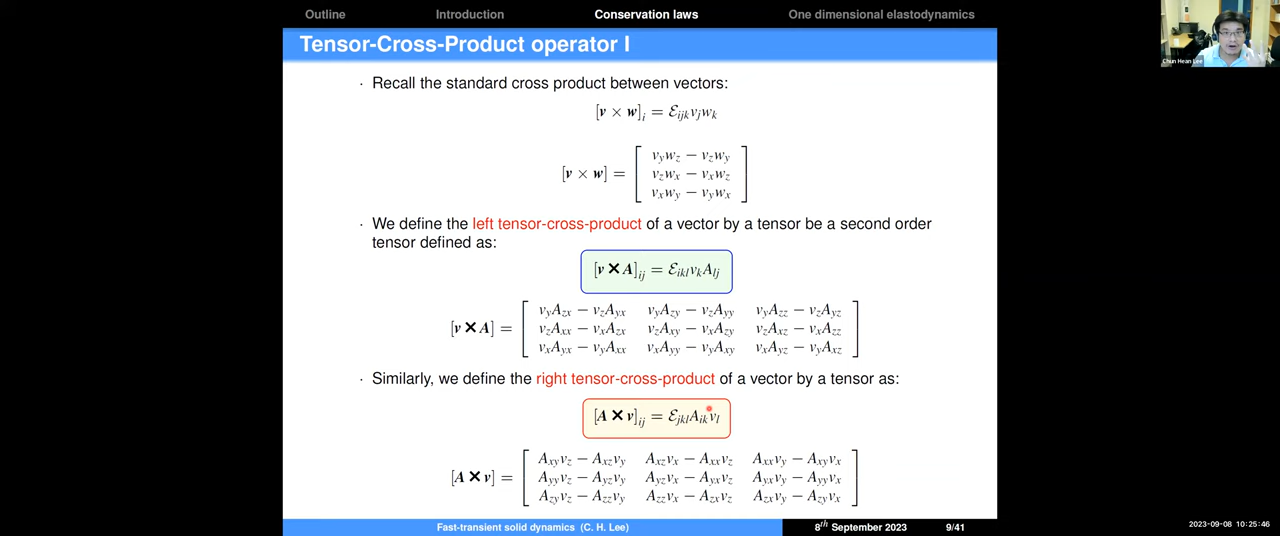 Outline Introduction Conservation laws One dimensional elastodynamics
Tensor-Cross-Product operator I
· Recall the standard cross product between vectors:
[v × w]_i = ℰ_ijk v_j w_k
[v × w] = [ v_y w_z − v_z w_y
v_z w_x − v_x w_z
v_x w_y − v_y w_x ]
· We define the left tensor-cross-product of a vector by a tensor be a second order
tensor defined as:
[v ✕ A]_ij = ℰ_ikl v_k A_lj
[v ✕ A] = [ v_y A_zx − v_z A_yx v_y A_zy − v_z A_yy v_y A_zz − v_z A_yz
v_z A_xx − v_x A_zx v_z A_xy − v_x A_zy v_z A_xz − v_x A_zz
v_x A_yx − v_y A_xx v_x A_yy − v_y A_xy v_x A_yz − v_y A_xz ]
· Similarly, we define the right tensor-cross-product of a vector by a tensor as:
[A ✕ v]_ij = ℰ_jkl A_ik v_l
[A ✕ v] = [ A_xy v_z − A_xz v_y A_xz v_x − A_xx v_z A_xx v_y − A_xy v_x
A_yy v_z − A_yz v_y A_yz v_x − A_yx v_z A_yx v_y − A_yy v_x
A_zy v_z − A_zz v_y A_zz v_x − A_zx v_z A_zx v_y − A_zy v_x ]
Fast-transient solid dynamics (C. H. Lee) 8th September 2023 9/41
Chun Hean Lee
2023-09-08 10:25:46